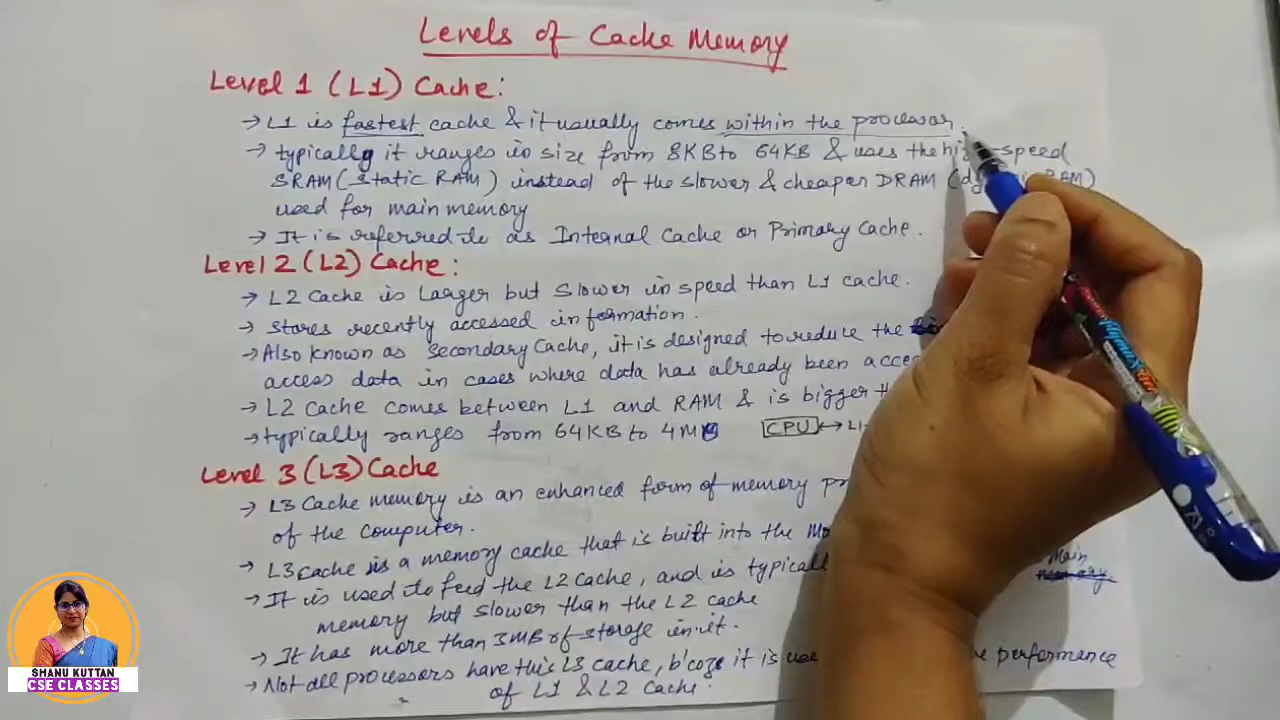 Levels of Cache Memory
Level 1 (L1) Cache:
→ L1 is fastest cache & it usually comes within the processor.
→ typically it ranges in size from 8KB to 64KB & uses the high-speed
SRAM (Static RAM) instead of the slower & cheaper DRAM (dynamic RAM)
used for main memory
→ It is referred to as Internal Cache or Primary Cache.
Level 2 (L2) Cache:
→ L2 Cache is Larger but slower in speed than L1 cache.
→ stores recently accessed information.
→ Also known as Secondary Cache, it is designed to reduce the
access data in cases where data has already been
→ L2 Cache comes between L1 and RAM & is bigger
→ typically ranges from 64KB to 4MB CPU ↔ L1
Level 3 (L3) Cache
→ L3 Cache memory is an enhanced form of memory
of the computer.
→ L3 cache is a memory cache that is built into the
→ It is used to feed the L2 cache, and is Main
memory but slower than the L2 cache
→ It has more than 3MB of storage in it.
→ Not all processors have this L3 cache, b'coz it is performance
of L1 & L2 Cache.
SHANU KUTTAN
CSE CLASSES